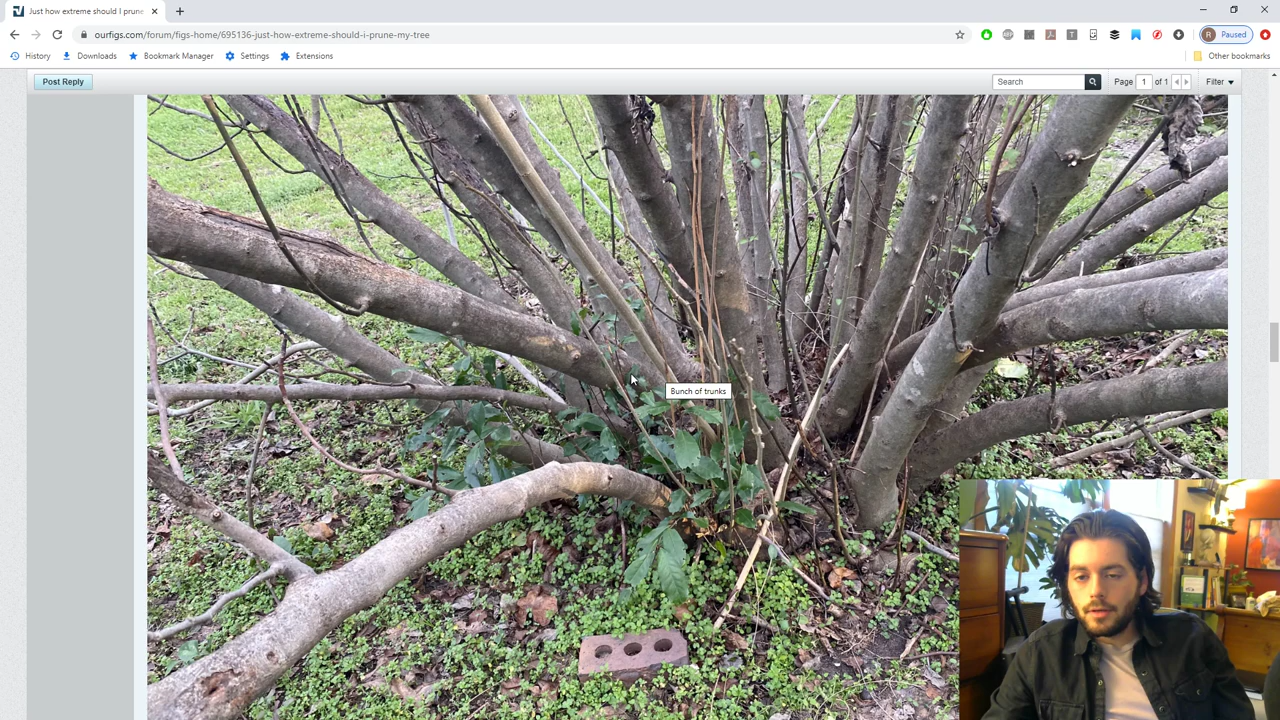 Just how extreme should I prune
ourfigs.com/forum/figs-home/695136-just-how-extreme-should-i-prune-my-tree
R Paused
History Downloads Bookmark Manager Settings Extensions Other bookmarks
Post Reply Search Page 1 of 1 Filter
Bunch of trunks